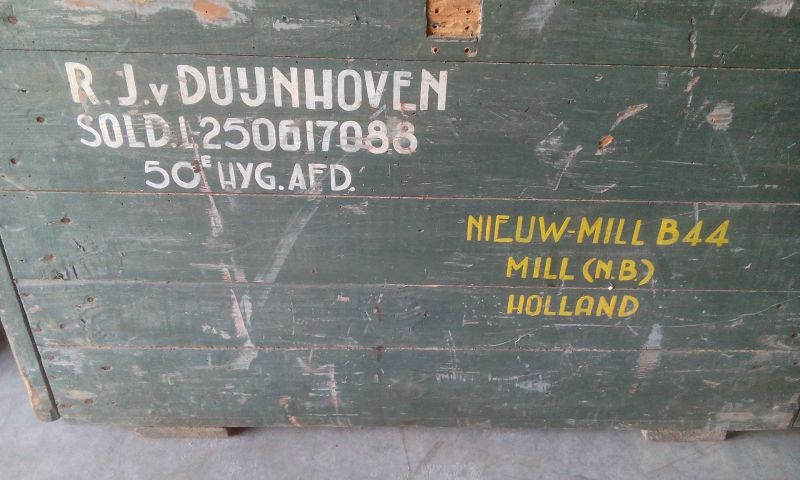 R. J. v DUIJNHOVEN
SOLD. I 250617088
50E HYG. AFD.
NIEUW-MILL B44
MILL (N.B)
HOLLAND